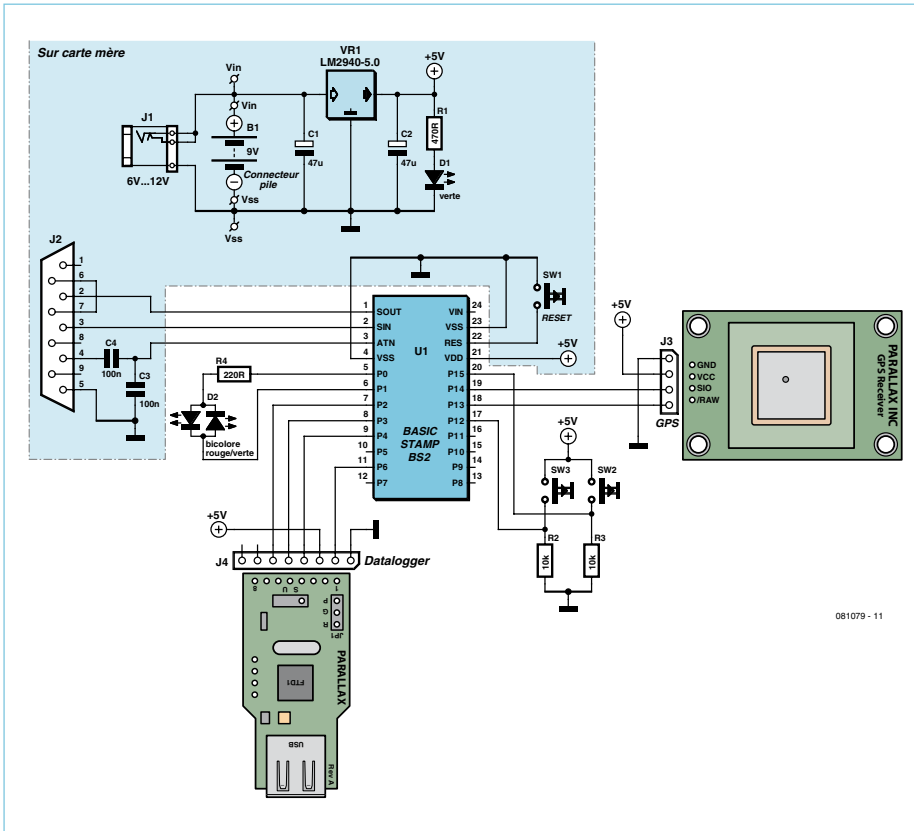 Sur carte mère
Vin
VR1
LM2940-5.0
+5V
Vin
J1
B1
9V
Connecteur
pile
6V...12V
Vss
Vss
C1
47u
C2
47u
R1
470R
D1
verte
J2
1
6
2
7
3
8
4
9
5
C4
100n
C3
100n
SW1
RESET
+5V
1 SOUT
2 SIN
3 ATN
4 VSS
5 P0
6 P1
7 P2
8 P3
9 P4
10 P5
11 P6
12 P7
U1
BASIC
STAMP
BS2
VIN 24
VSS 23
RES 22
VDD 21
P15 20
P14 19
P13 18
P12 17
P11 16
P10 15
P9 14
P8 13
R4
220R
D2
bicolore
rouge/verte
+5V
J3
GPS
GND
VCC
SIO
/RAW
PARALLAX INC
GPS Receiver
+5V
SW3
SW2
R2
10k
R3
10k
+5V
J4
Datalogger
8
U S
1
P
G
R
JP1
PARALLAX
FTD1
USB
Rev A
081079 - 11